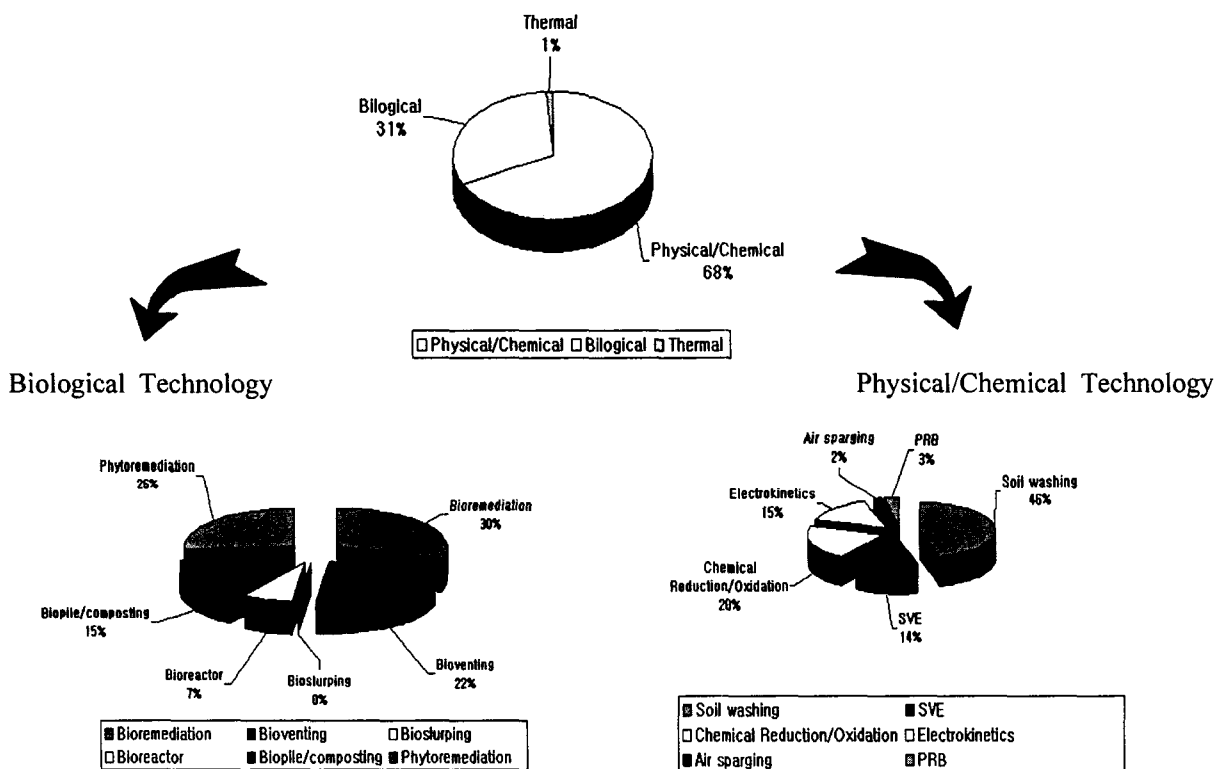 Thermal
1%
Bilogical
31%
Physical/Chemical
68%
Physical/Chemical Bilogical Thermal
Biological Technology
Physical/Chemical Technology
Phytoremediation
26%
Bioremediation
30%
Biopile/composting
15%
Bioreactor
7%
Bioslurping
0%
Bioventing
22%
Bioremediation Bioventing Bioslurping
Bioreactor Biopile/composting Phytoremediation
Air sparging
2%
PRB
3%
Soil washing
46%
Electrokinetics
15%
Chemical
Reduction/Oxidation
20%
SVE
14%
Soil washing SVE
Chemical Reduction/Oxidation Electrokinetics
Air sparging PRB